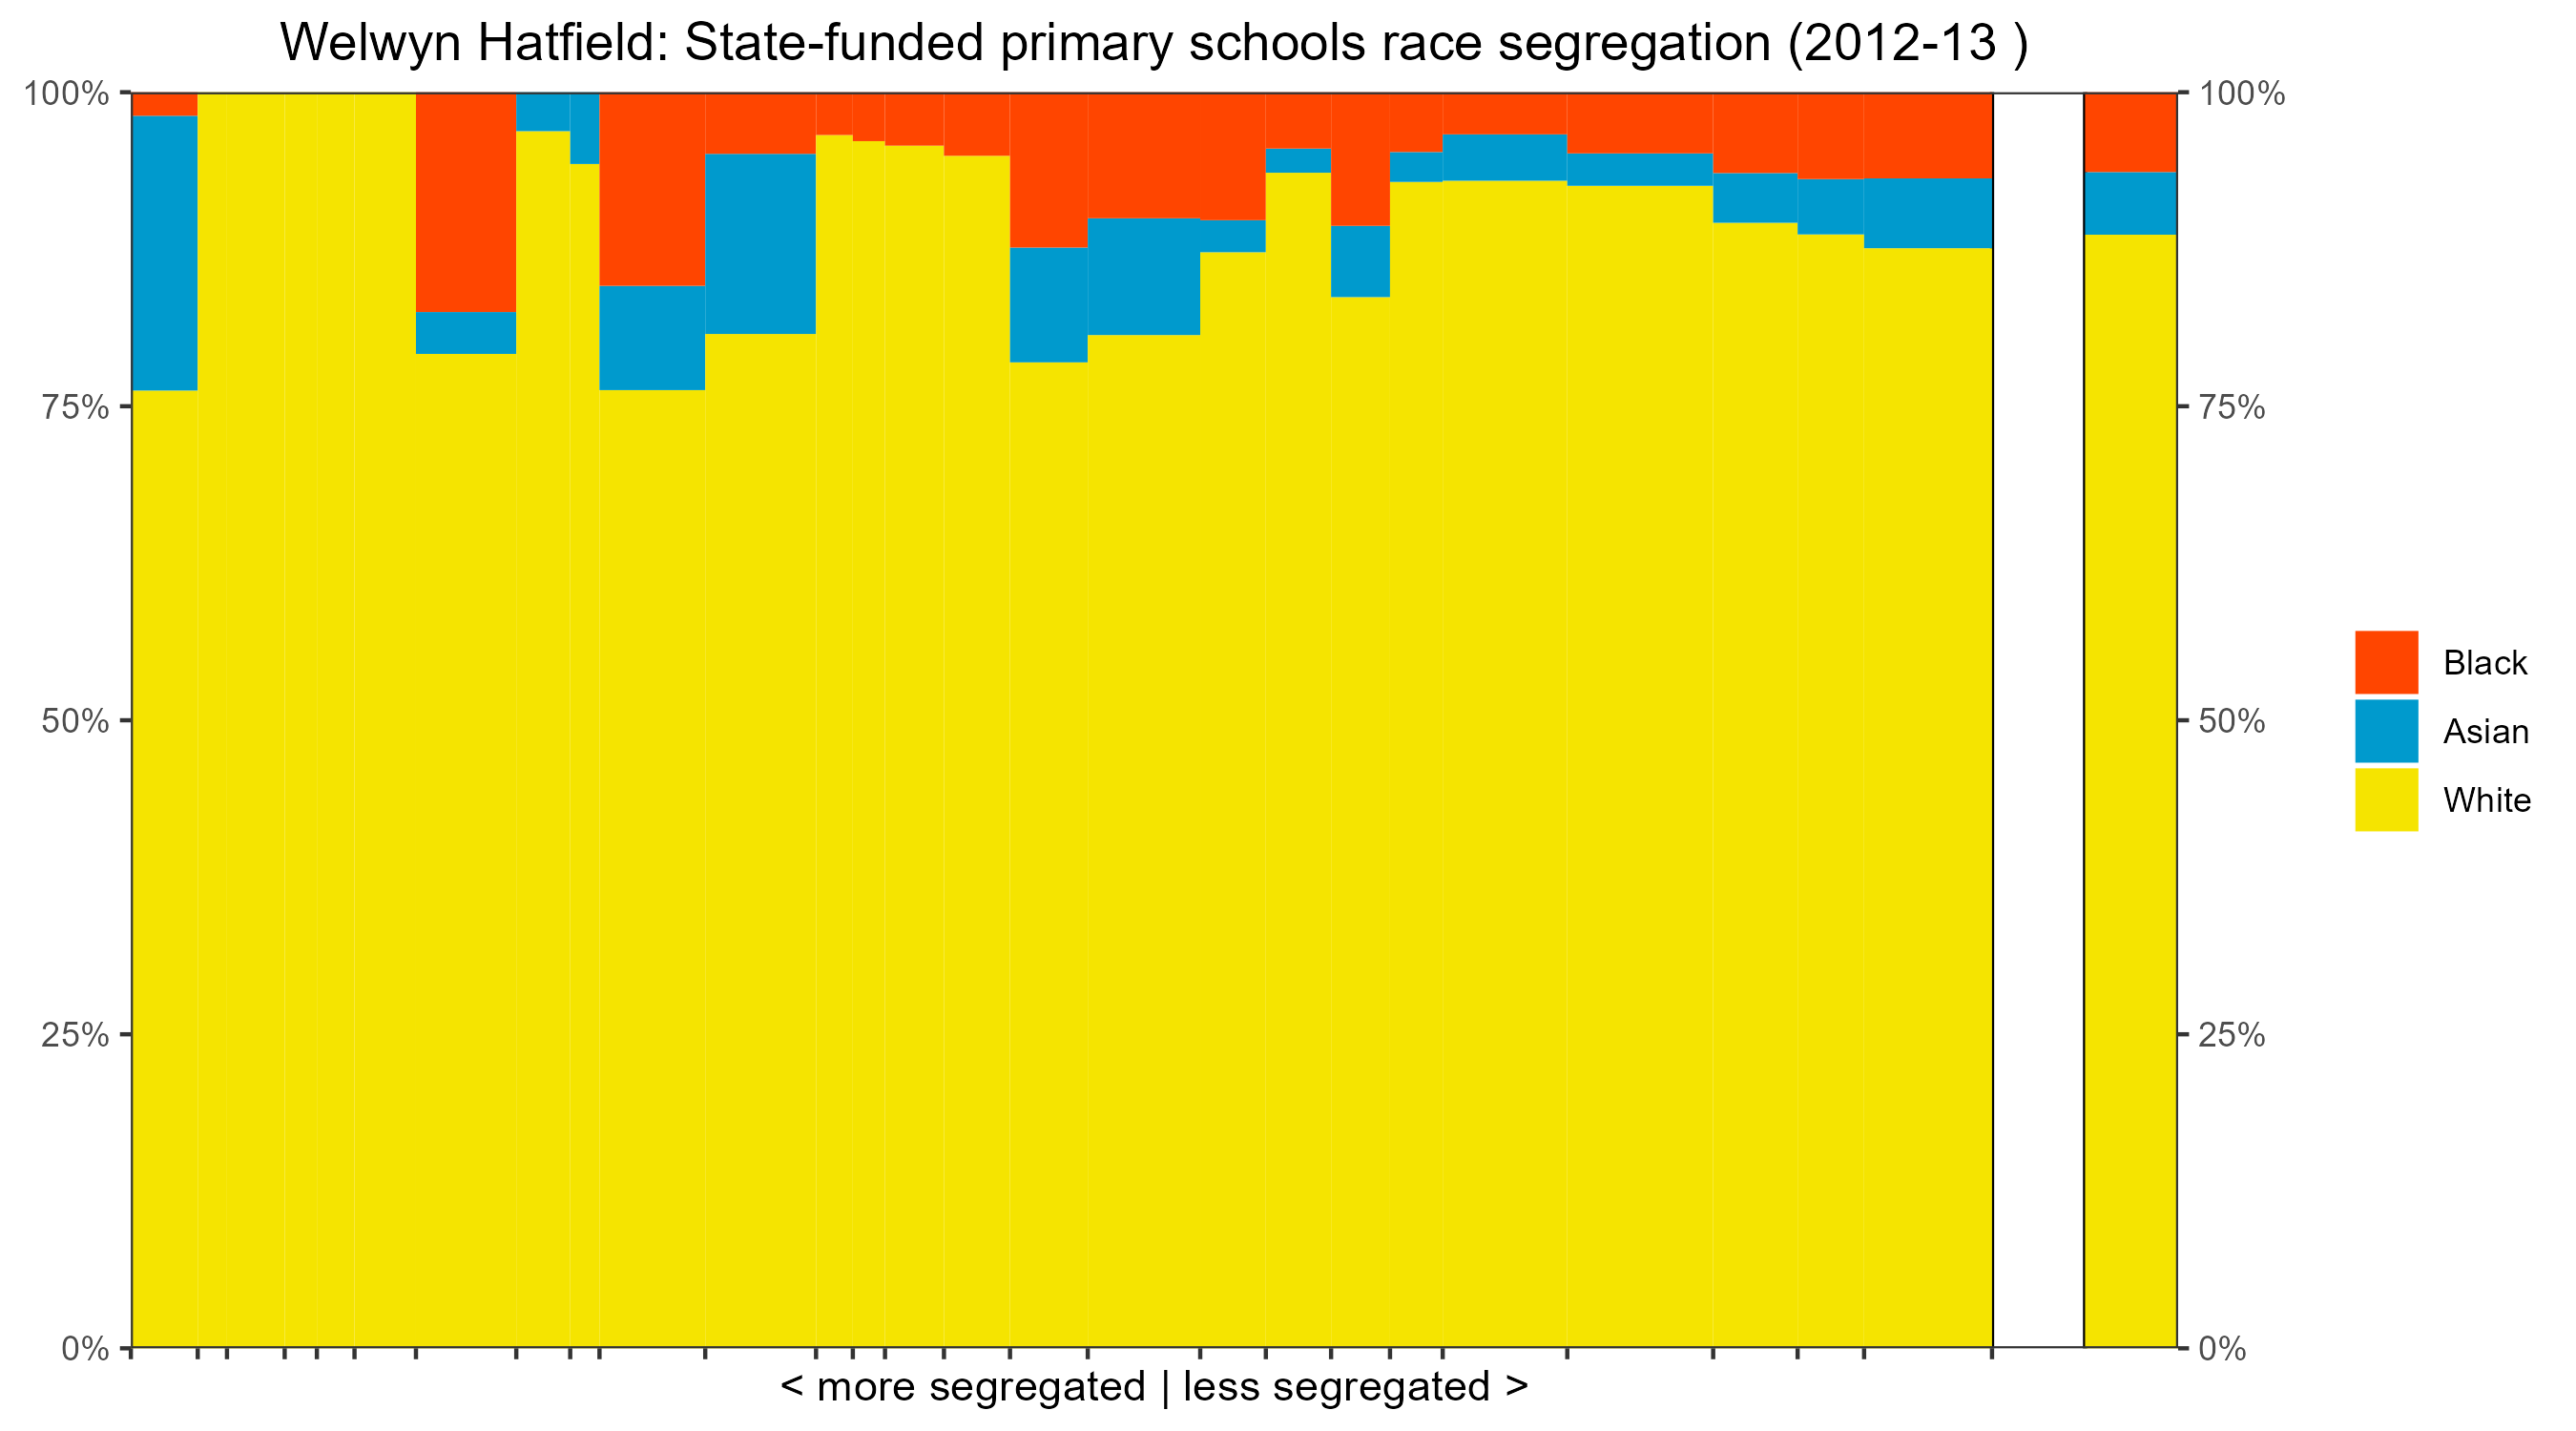 Welwyn Hatfield: State-funded primary schools race segregation (2012-13 )
100%
75%
50%
25%
0%
100%
75%
50%
25%
0%
Black
Asian
White
< more segregated | less segregated >